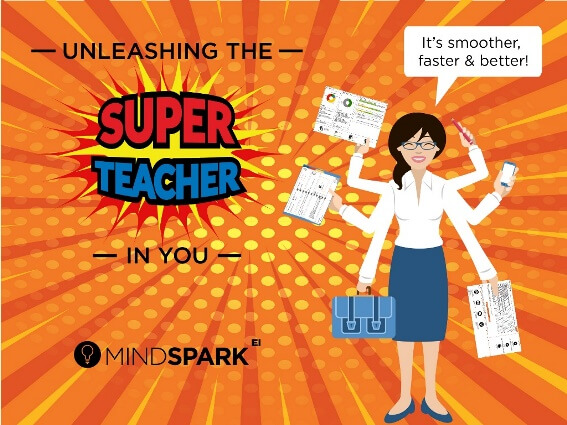 — UNLEASHING THE —
SUPER
TEACHER
— IN YOU —
MINDSPARK EI
It's smoother,
faster & better!